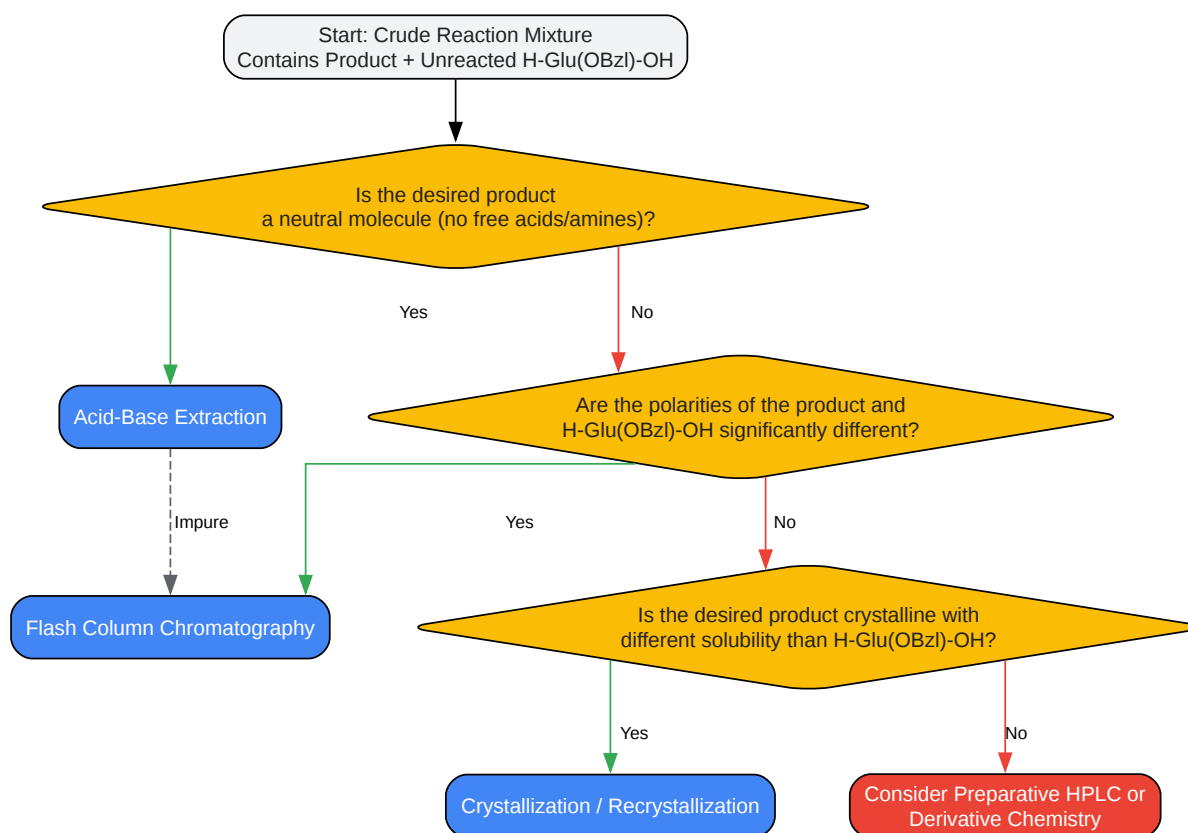 Start: Crude Reaction Mixture
Contains Product + Unreacted H-Glu(OBzl)-OH
Is the desired product
a neutral molecule (no free acids/amines)?
Yes
No
Acid-Base Extraction
Are the polarities of the product and
H-Glu(OBzl)-OH significantly different?
Impure
Yes
No
Flash Column Chromatography
Is the desired product crystalline with
different solubility than H-Glu(OBzl)-OH?
Yes
No
Crystallization / Recrystallization
Consider Preparative HPLC or
Derivative Chemistry